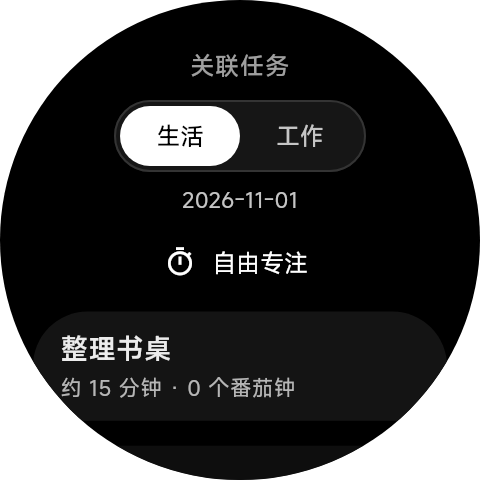 关联任务
生活 工作
2026-11-01
自由专注
整理书桌
约 15 分钟 · 0 个番茄钟